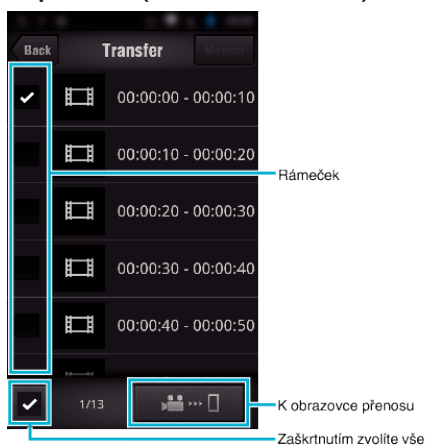 Back
Transfer
Manual
00:00:00 - 00:00:10
00:00:10 - 00:00:20
Rámeček
00:00:20 - 00:00:30
00:00:30 - 00:00:40
00:00:40 - 00:00:50
1/13
K obrazovce přenosu
Zaškrtnutím zvolíte vše